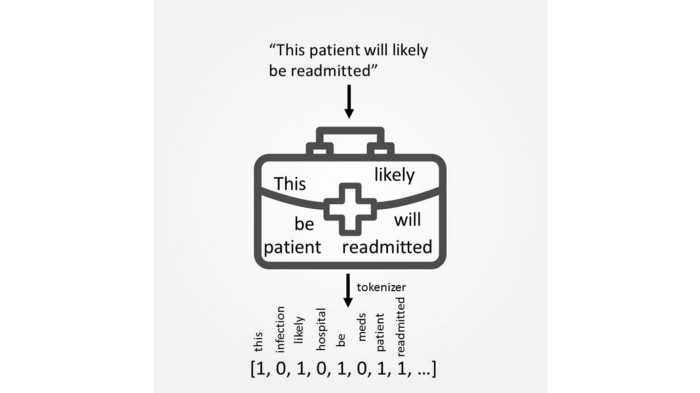 “This patient will likely
be readmitted”
This
likely
be
will
patient
readmitted
tokenizer
this
infection
likely
hospital
be
meds
patient
readmitted
[1, 0, 1, 0, 1, 0, 1, 1, ...]